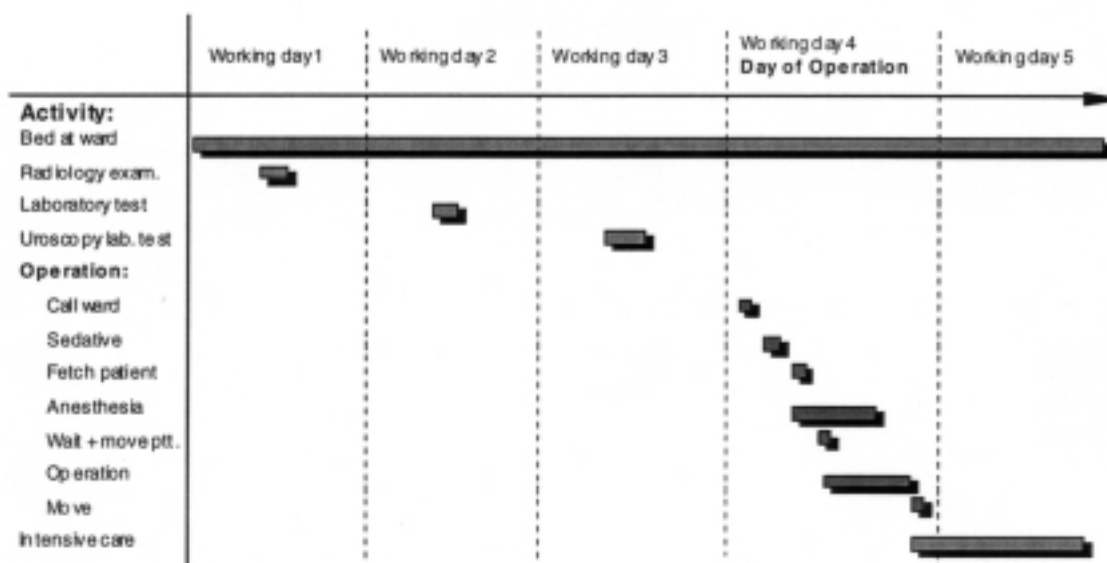 Working day 1
Working day 2
Working day 3
Working day 4
Day of Operation
Working day 5
Activity:
Bed at ward
Radiology exam.
Laboratory test
Uroscopy lab. test
Operation:
Call ward
Sedative
Fetch patient
Anesthesia
Wait + move ptt.
Operation
Move
Intensive care